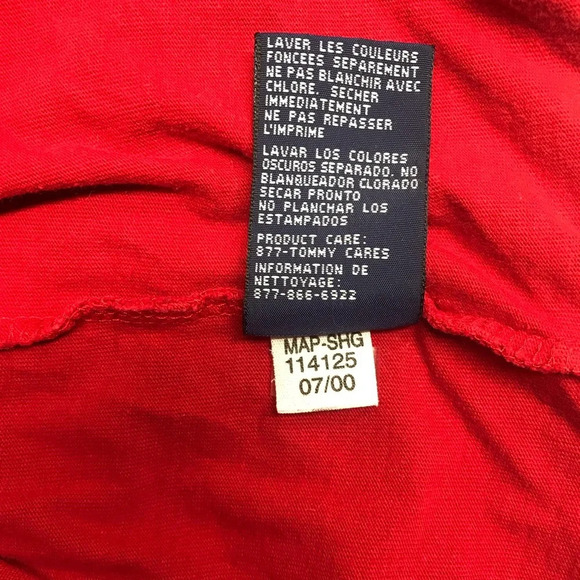 LAVER LES COULEURS
FONCEES SEPAREMENT
NE PAS BLANCHIR AVEC
CHLORE. SECHER
IMMEDIATEMENT
NE PAS REPASSER
L'IMPRIME
LAVAR LOS COLORES
OSCUROS SEPARADO. NO
BLANQUEADOR CLORADO
SECAR PRONTO
NO PLANCHAR LOS
ESTAMPADOS
PRODUCT CARE:
877-TOMMY CARES
INFORMATION DE
NETTOYAGE:
877-866-6922
MAP-SHG
114125
07/00